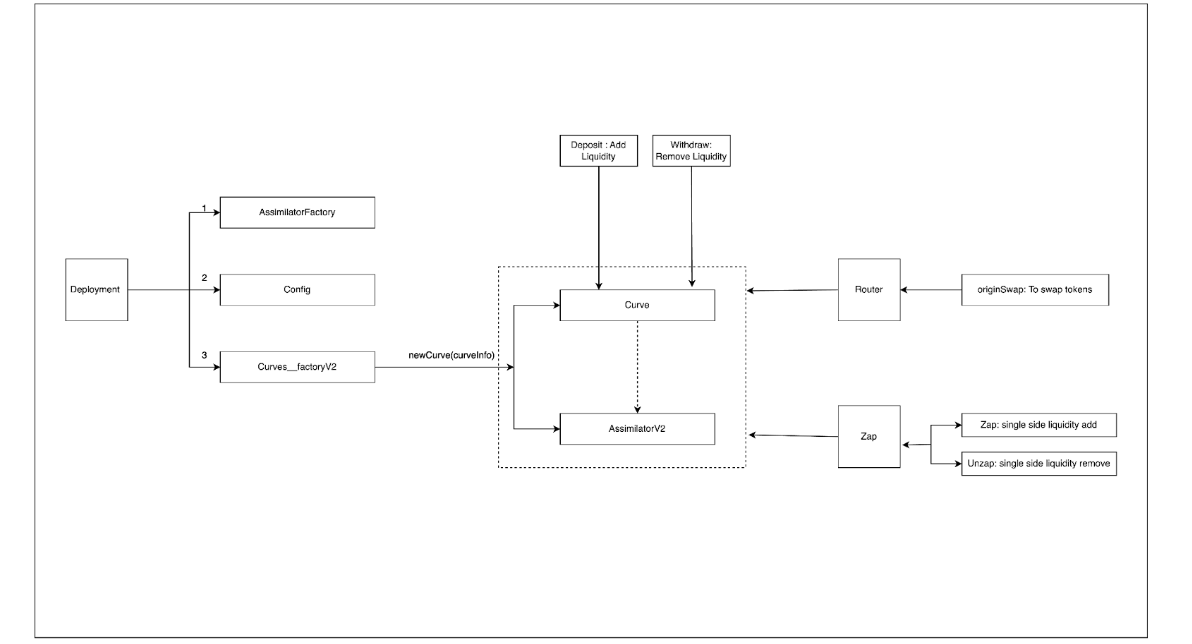 Deposit : Add
Liquidity
Withdraw:
Remove Liquidity
1
AssimilatorFactory
Deployment
2
Config
3
Curves__factoryV2
newCurve(curveInfo)
Curve
AssimilatorV2
Router
originSwap: To swap tokens
Zap
Zap: single side liquidity add
Unzap: single side liquidity remove